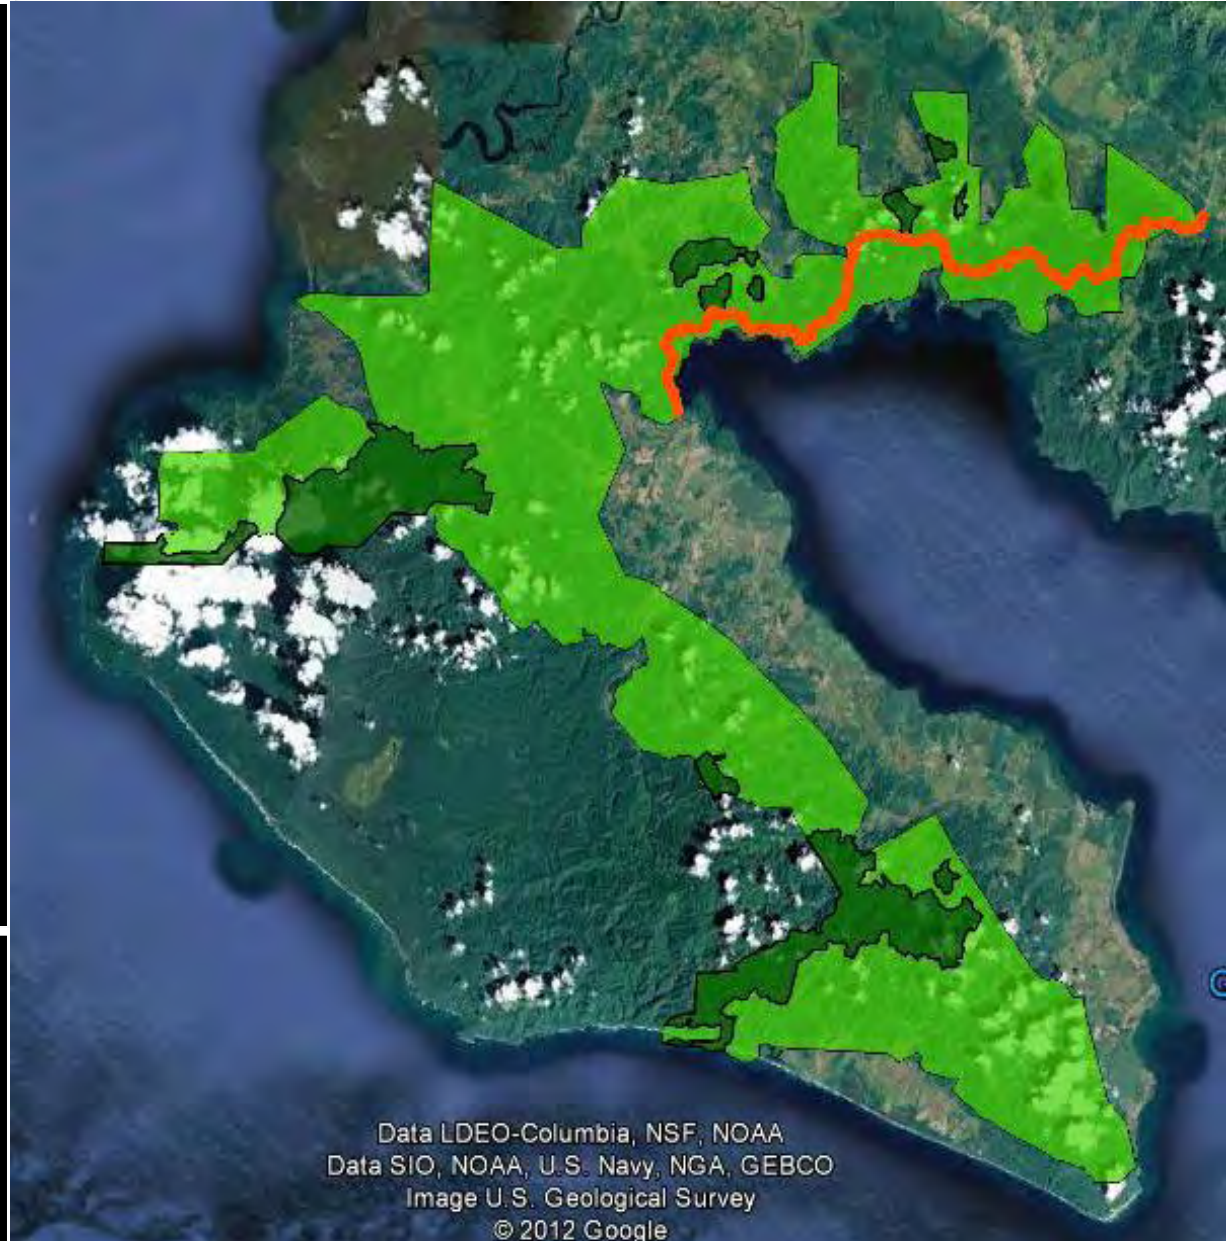 G
Data LDEO-Columbia, NSF, NOAA
Data SIO, NOAA, U.S. Navy, NGA, GEBCO
Image U.S. Geological Survey
© 2012 Google